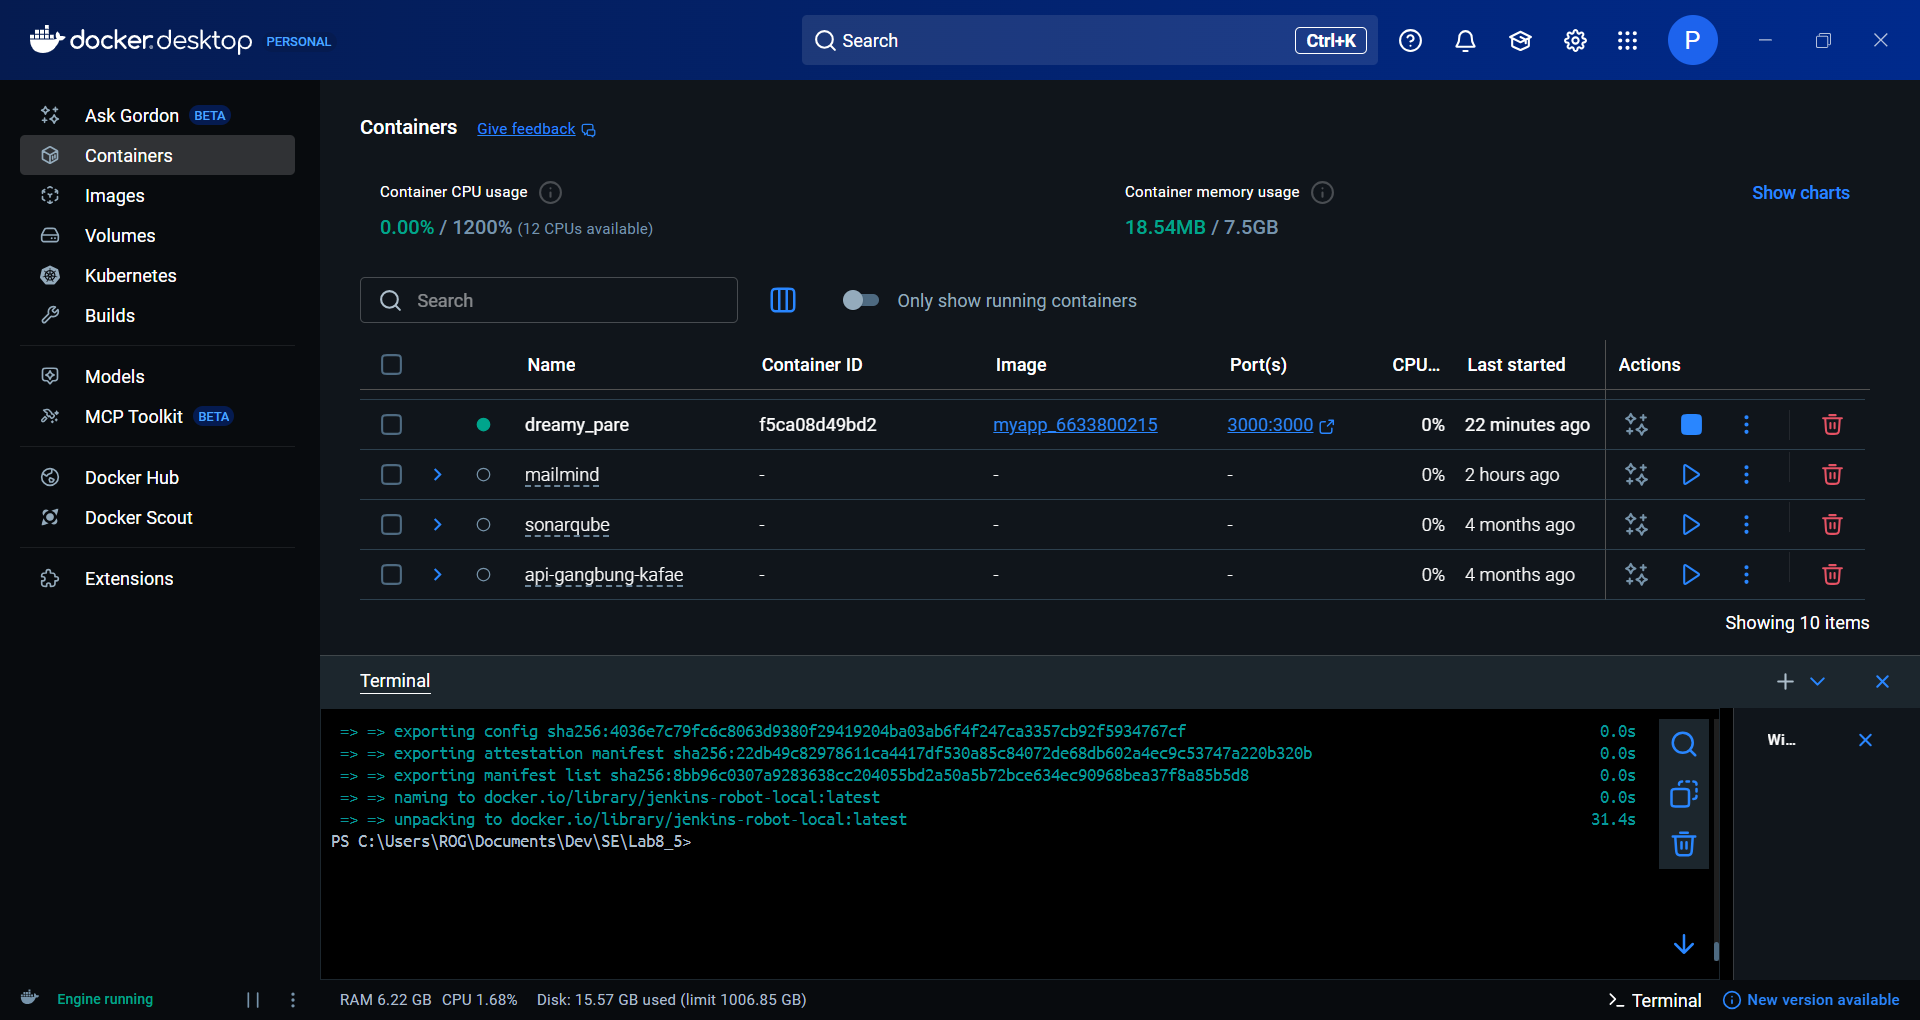 docker.desktop PERSONAL
Search Ctrl+K
P
Ask Gordon BETA
Containers
Images
Volumes
Kubernetes
Builds
Models
MCP Toolkit BETA
Docker Hub
Docker Scout
Extensions
Containers Give feedback
Container CPU usage
0.00% / 1200% (12 CPUs available)
Container memory usage
18.54MB / 7.5GB
Show charts
Search
Only show running containers
Name Container ID Image Port(s) CPU... Last started Actions
dreamy_pare f5ca08d49bd2 myapp_6633800215 3000:3000 0% 22 minutes ago
mailmind - - - 0% 2 hours ago
sonarqube - - - 0% 4 months ago
api-gangbung-kafae - - - 0% 4 months ago
Showing 10 items
Terminal
=> => exporting config sha256:4036e7c79fc6c8063d9380f29419204ba03ab6f4f247ca3357cb92f5934767cf 0.0s
=> => exporting attestation manifest sha256:22db49c82978611ca4417df530a85c84072de68db602a4ec9c53747a220b320b 0.0s
=> => exporting manifest list sha256:8bb96c0307a9283638cc204055bd2a50a5b72bce634ec90968bea37f8a85b5d8 0.0s
=> => naming to docker.io/library/jenkins-robot-local:latest 0.0s
=> => unpacking to docker.io/library/jenkins-robot-local:latest 31.4s
PS C:\Users\ROG\Documents\Dev\SE\Lab8_5>
Wi...
Engine running
RAM 6.22 GB CPU 1.68% Disk: 15.57 GB used (limit 1006.85 GB)
Terminal
New version available